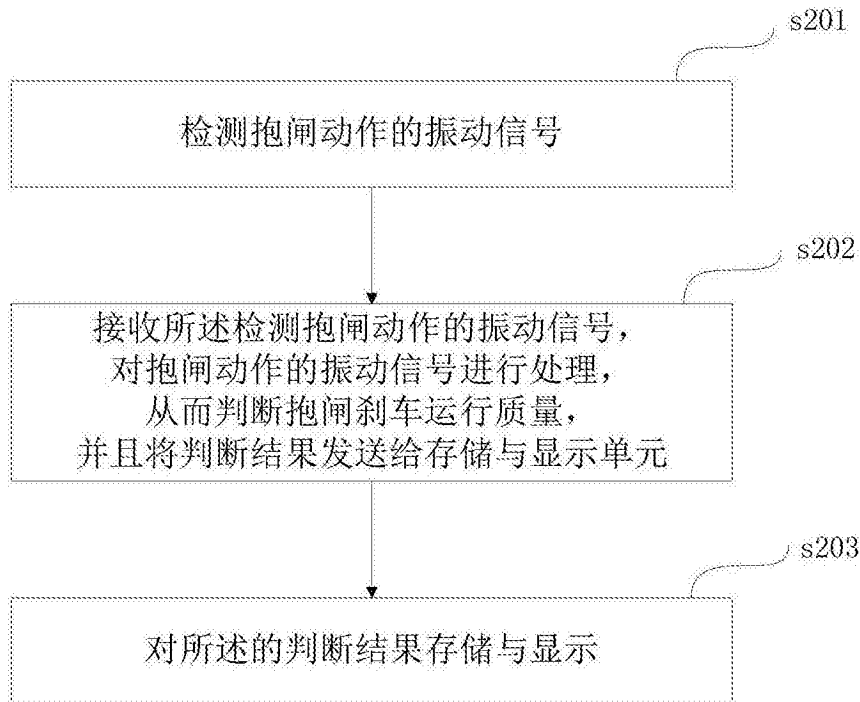 s201
检测抱闸动作的振动信号
s202
接收所述检测抱闸动作的振动信号，
对抱闸动作的振动信号进行处理，
从而判断抱闸刹车运行质量，
并且将判断结果发送给存储与显示单元
s203
对所述的判断结果存储与显示